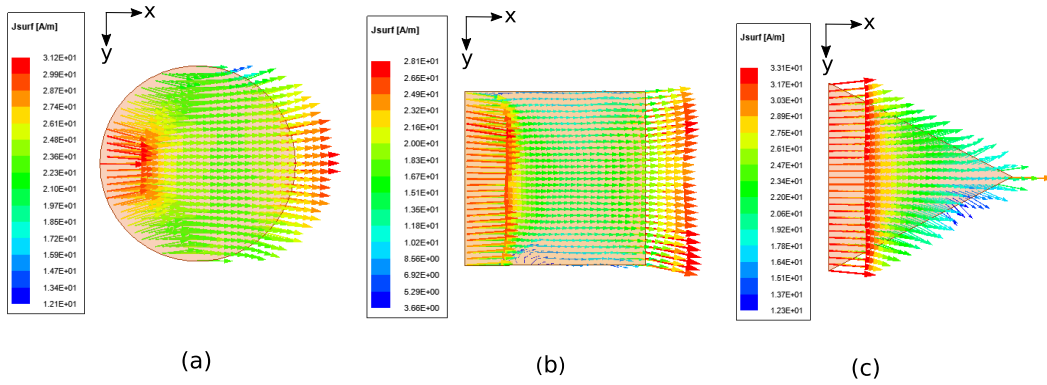 Jsurf [A/m]
3.12E+01
2.99E+01
2.87E+01
2.74E+01
2.61E+01
2.48E+01
2.36E+01
2.23E+01
2.10E+01
1.97E+01
1.85E+01
1.72E+01
1.59E+01
1.47E+01
1.34E+01
1.21E+01
x
y
(a)
Jsurf [A/m]
2.81E+01
2.65E+01
2.49E+01
2.32E+01
2.16E+01
2.00E+01
1.83E+01
1.67E+01
1.51E+01
1.34E+01
1.18E+01
1.02E+01
8.56E+00
6.92E+00
5.29E+00
3.66E+00
x
y
(b)
Jsurf [A/m]
3.31E+01
3.17E+01
3.03E+01
2.89E+01
2.75E+01
2.61E+01
2.47E+01
2.34E+01
2.20E+01
2.06E+01
1.92E+01
1.78E+01
1.64E+01
1.51E+01
1.37E+01
1.23E+01
x
y
(c)